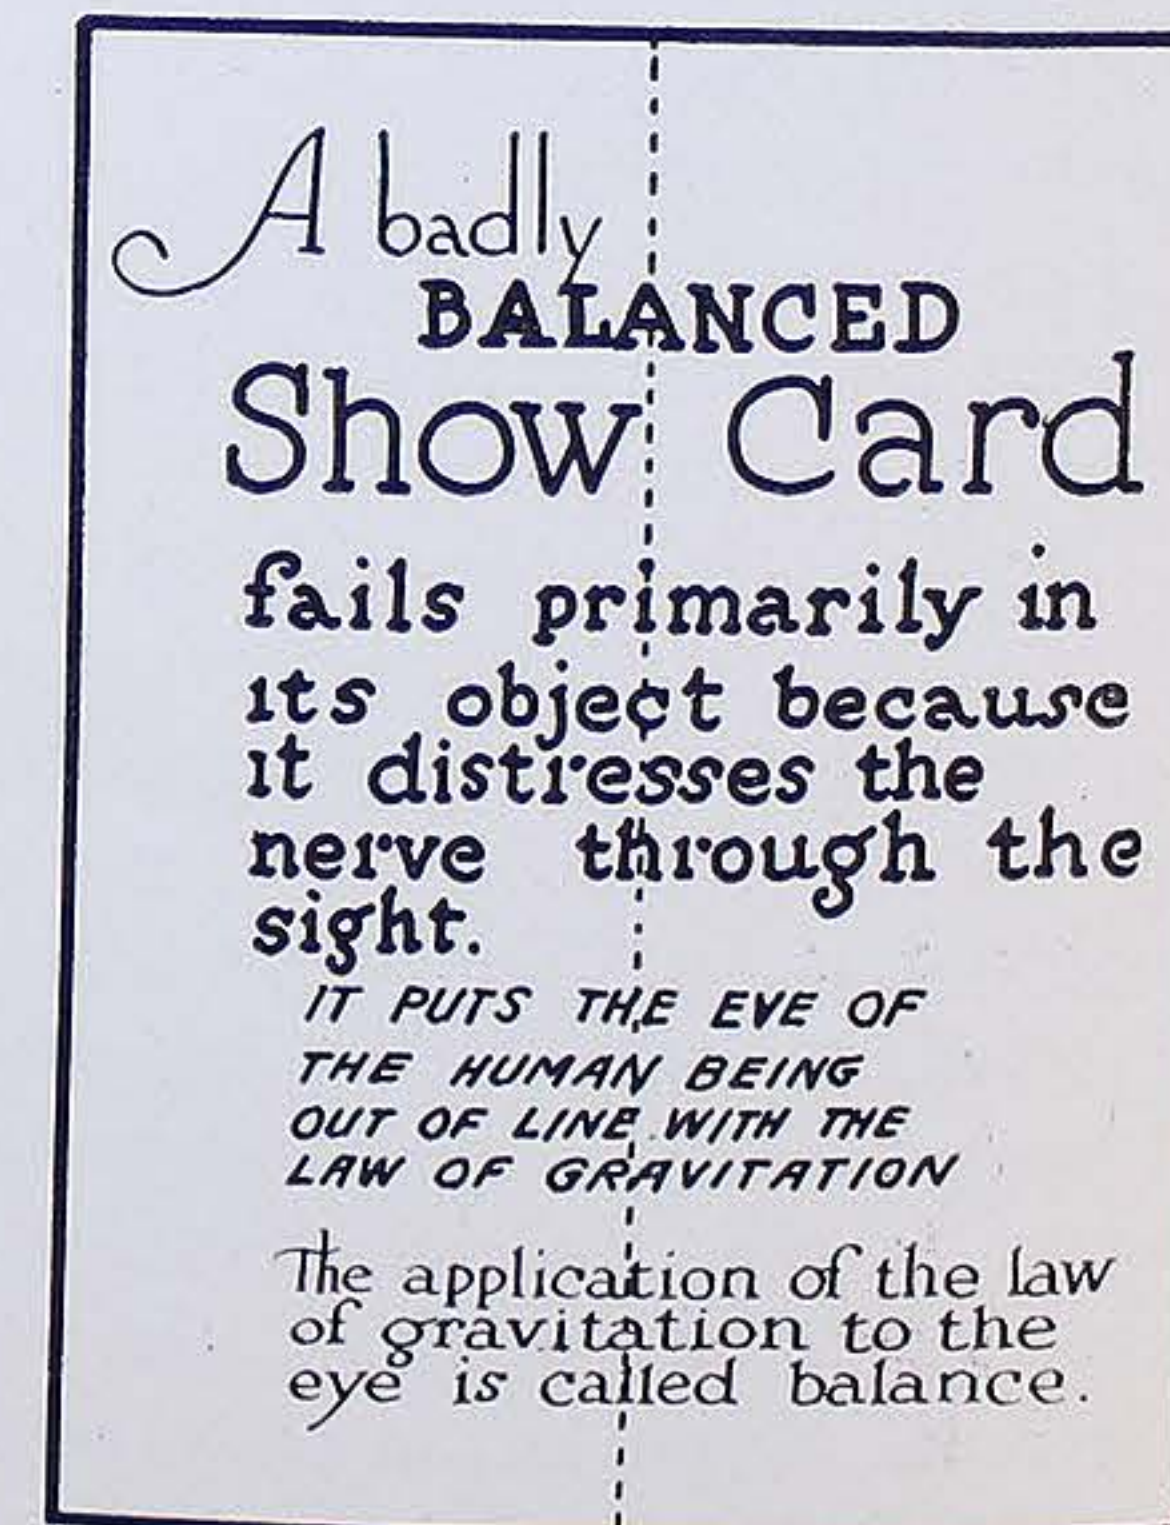 A badly
BALANCED
Show Card
fails primarily in
its object because
it distresses the
nerve through the
sight.
IT PUTS THE EYE OF
THE HUMAN BEING
OUT OF LINE WITH THE
LAW OF GRAVITATION
The application of the law
of gravitation to the
eye is called balance.